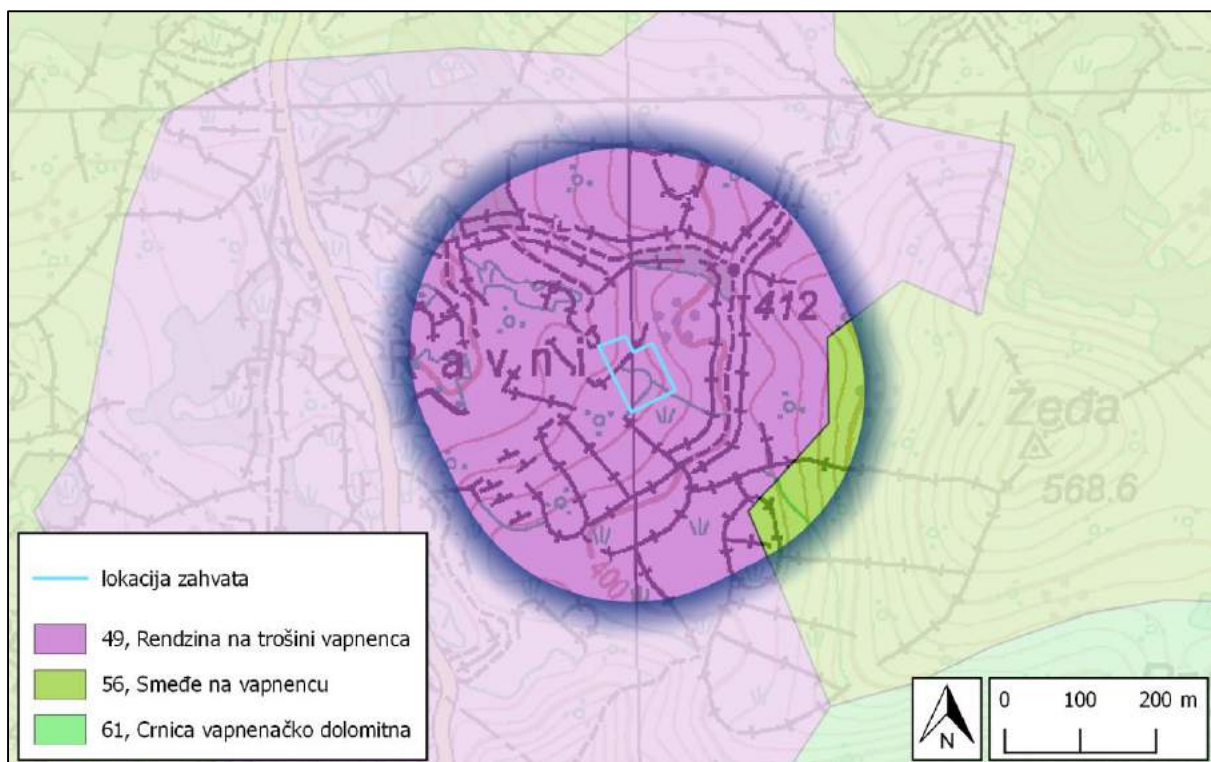 412
Ravni
V. Žeđa
568.6
400
lokacija zahvata
49, Rendzina na trošini vapnenca
56, Smeđe na vapnencu
61, Crnica vapnenačko dolomitna
N
0 100 200 m